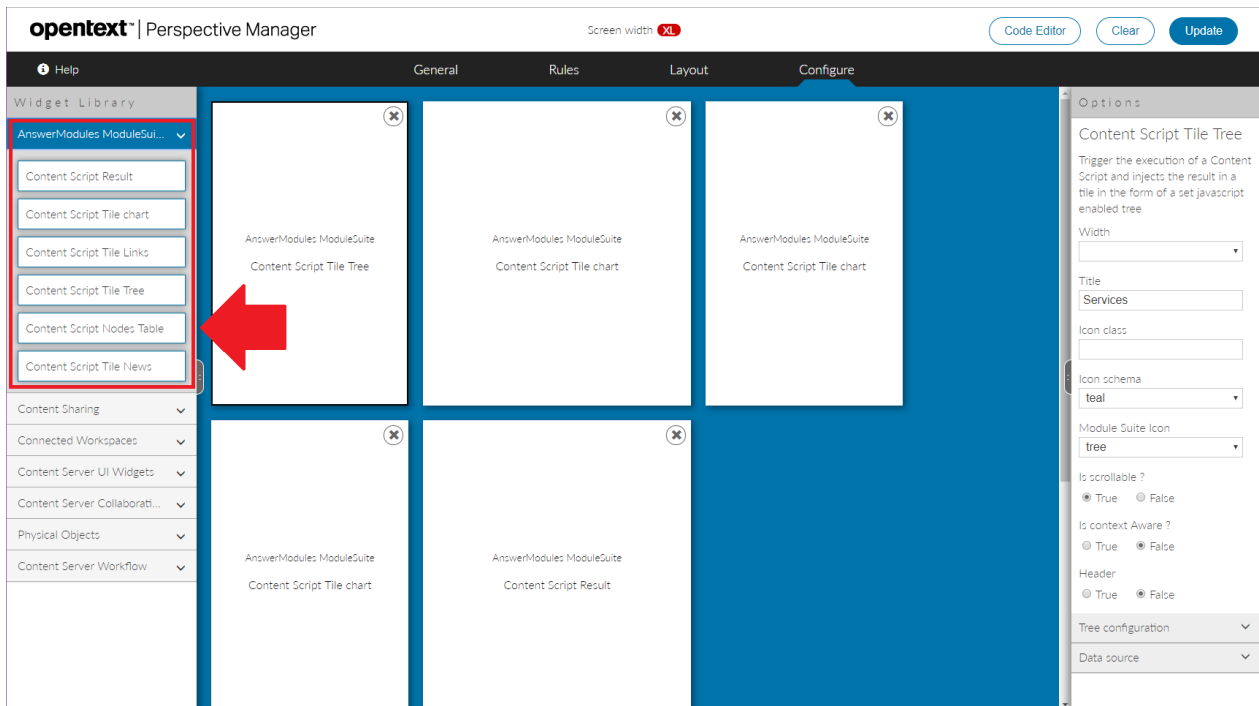 opentext™ | Perspective Manager
Screen width XL
Code Editor
Clear
Update
Help
General
Rules
Layout
Configure
Widget Library
AnswerModules ModuleSui...
Content Script Result
Content Script Tile chart
Content Script Tile Links
Content Script Tile Tree
Content Script Nodes Table
Content Script Tile News
Content Sharing
Connected Workspaces
Content Server UI Widgets
Content Server Collaborati...
Physical Objects
Content Server Workflow
AnswerModules ModuleSuite
Content Script Tile Tree
AnswerModules ModuleSuite
Content Script Tile chart
AnswerModules ModuleSuite
Content Script Tile chart
AnswerModules ModuleSuite
Content Script Tile chart
AnswerModules ModuleSuite
Content Script Result
Options
Content Script Tile Tree
Trigger the execution of a Content
Script and injects the result in a
tile in the form of a set javascript
enabled tree
Width
Title
Services
Icon class
Icon schema
teal
Module Suite Icon
tree
Is scrollable ?
True False
Is context Aware ?
True False
Header
True False
Tree configuration
Data source